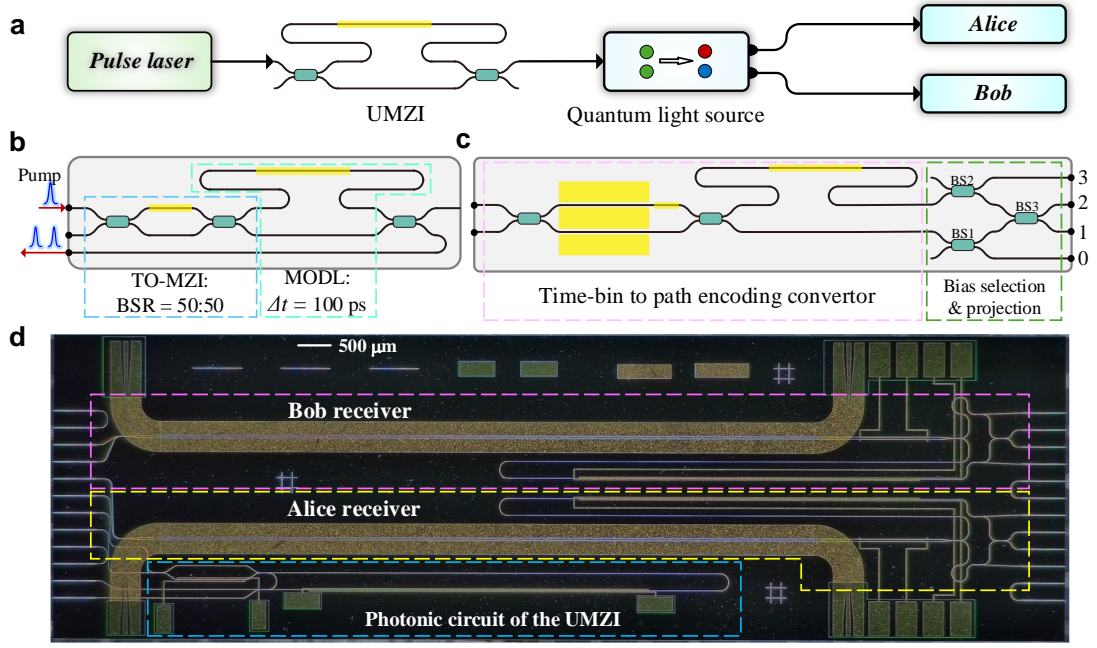 a
Pulse laser
UMZI
Quantum light source
Alice
Bob
b
Pump
TO-MZI:
BSR = 50:50
MODL:
Δt = 100 ps
c
Time-bin to path encoding convertor
BS2
BS3
BS1
3
2
1
0
Bias selection
& projection
d
500 μm
Bob receiver
Alice receiver
Photonic circuit of the UMZI